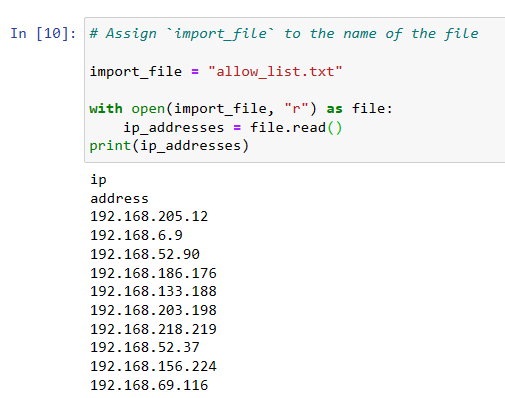 In [10]: # Assign `import_file` to the name of the file
import_file = "allow_list.txt"
with open(import_file, "r") as file:
    ip_addresses = file.read()
print(ip_addresses)
ip
address
192.168.205.12
192.168.6.9
192.168.52.90
192.168.186.176
192.168.133.188
192.168.203.198
192.168.218.219
192.168.52.37
192.168.156.224
192.168.69.116